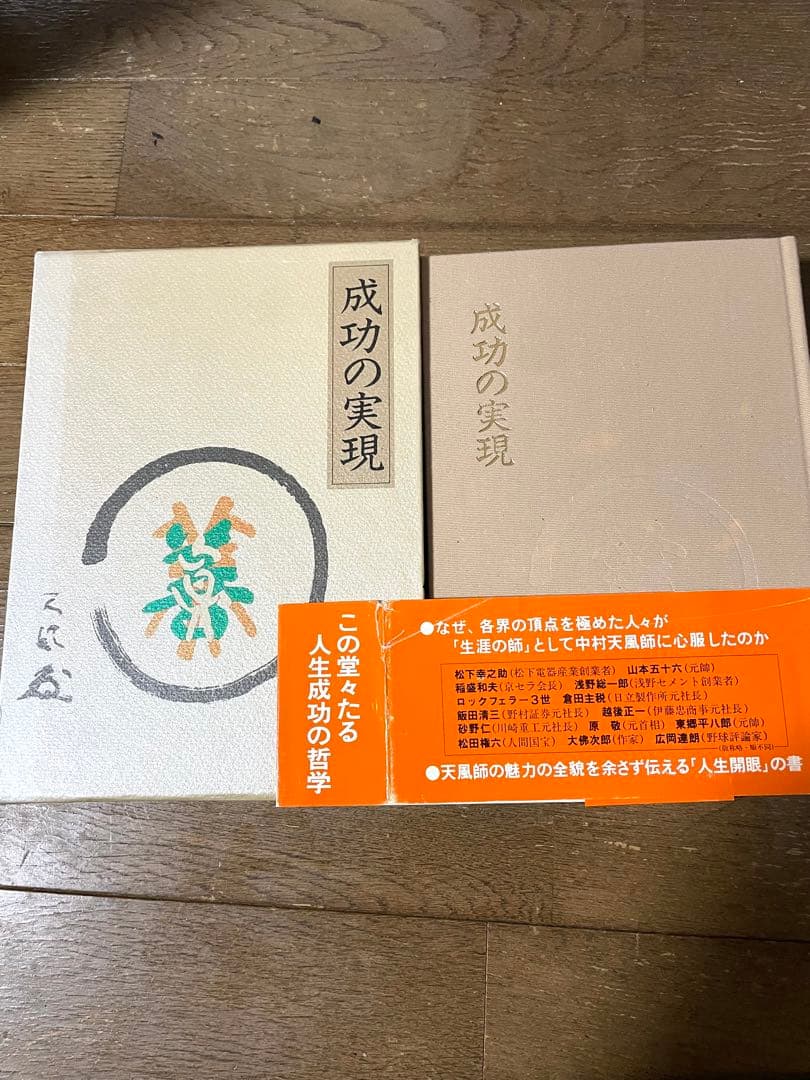 成功の実現
成功の実現
この堂々たる
人生成功の哲学
●なぜ、各界の頂点を極めた人々が
「生涯の師」として中村天風師に心服したのか
松下幸之助(松下電器産業創業者) 山本五十六(元帥)
稲盛和夫(京セラ会長) 浅野総一郎(浅野セメント創業者)
ロックフェラー3世 倉田主税(日立製作所元社長)
飯田清三(野村証券元社長) 越後正一(伊藤忠商事元社長)
砂野仁(川崎重工元社長) 原 敬(元首相) 東郷平八郎(元帥)
松田権六(人間国宝) 大佛次郎(作家) 広岡達朗(野球評論家)
(敬称略・順不同)
●天風師の魅力の全貌を余さず伝える「人生開眼」の書